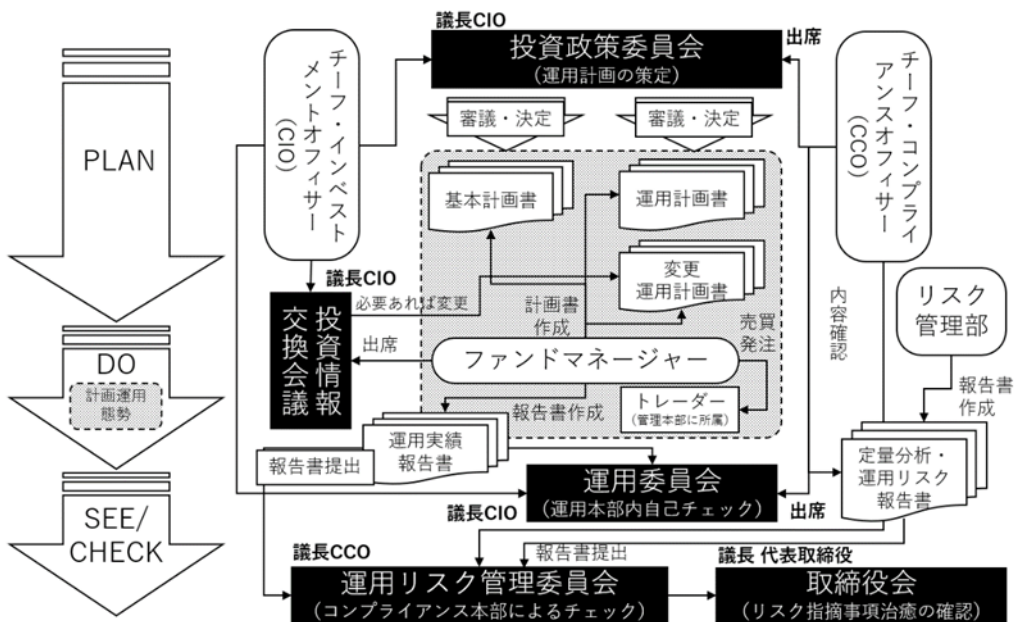 議長CIO
投資政策委員会
(運用計画の策定)
出席
チーフ・インベスト
メントオフィサー
(CIO)
チーフ・コンプライ
アンスオフィサー
(CCO)
PLAN
審議・決定
審議・決定
基本計画書
運用計画書
変更
運用計画書
議長CIO
投資情報
交換会議
必要あれば変更
計画書
作成
売買
発注
内容確認
リスク
管理部
DO
計画運用
態勢
出席
ファンドマネージャー
報告書作成
トレーダー
(管理本部に所属)
報告書
作成
運用実績
報告書
報告書提出
定量分析・
運用リスク
報告書
SEE/
CHECK
運用委員会
(運用本部内自己チェック)
議長CIO
出席
議長CCO
報告書提出
議長 代表取締役
運用リスク管理委員会
(コンプライアンス本部によるチェック)
取締役会
(リスク指摘事項治癒の確認)